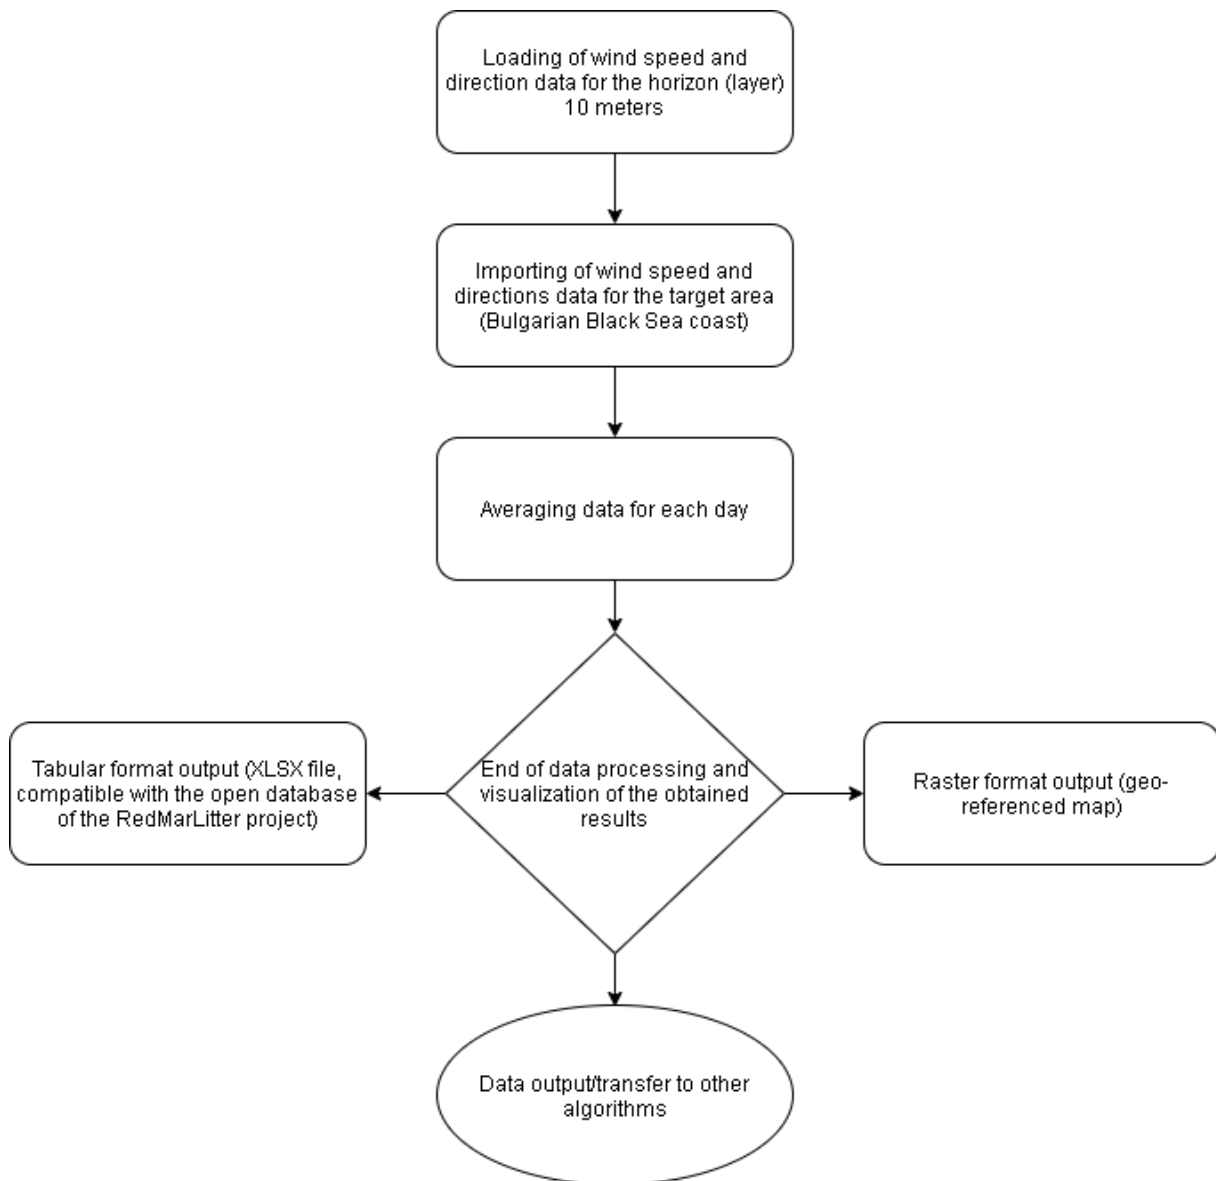 Loading of wind speed and
direction data for the horizon (layer)
10 meters
Importing of wind speed and
directions data for the target area
(Bulgarian Black Sea coast)
Averaging data for each day
Tabular format output (XLSX file,
compatible with the open database
of the RedMarLitter project)
End of data processing and
visualization of the obtained
results
Raster format output (geo-
referenced map)
Data output/transfer to other
algorithms